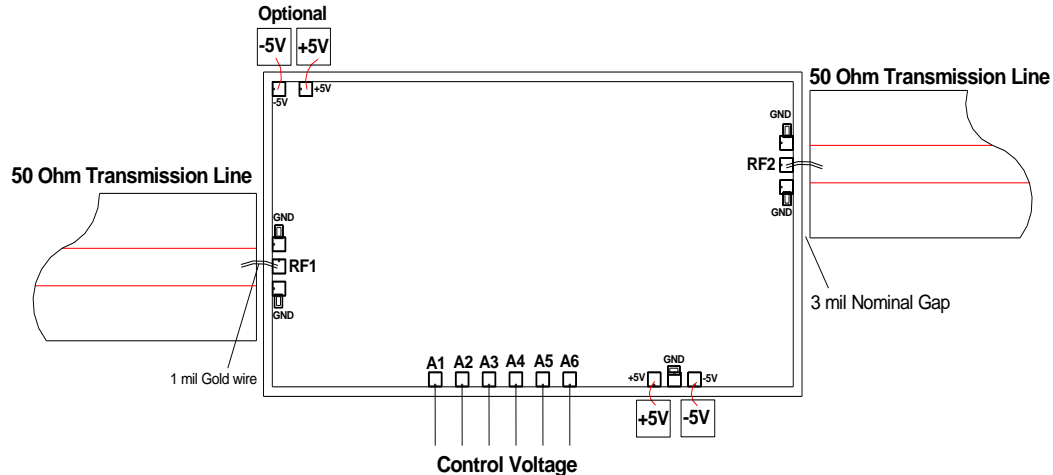 Optional
-5V +5V
-5V
+5V
50 Ohm Transmission Line
GND
RF2
GND
50 Ohm Transmission Line
GND
RF1
GND
3 mil Nominal Gap
1 mil Gold wire
A1 A2 A3 A4 A5 A6
GND
+5V
-5V
+5V -5V
Control Voltage